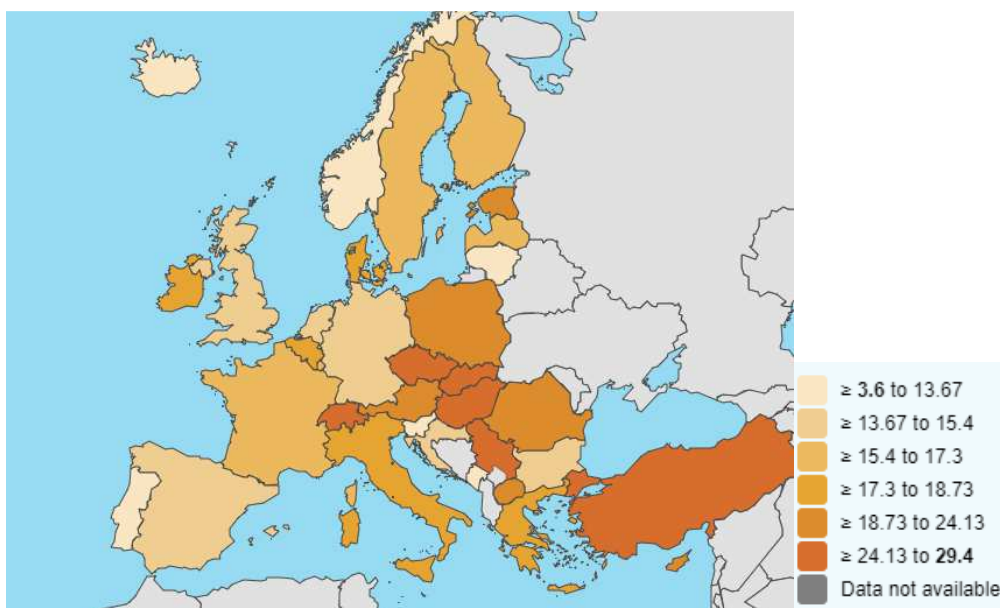 ≥ 3.6 to 13.67
≥ 13.67 to 15.4
≥ 15.4 to 17.3
≥ 17.3 to 18.73
≥ 18.73 to 24.13
≥ 24.13 to 29.4
Data not available